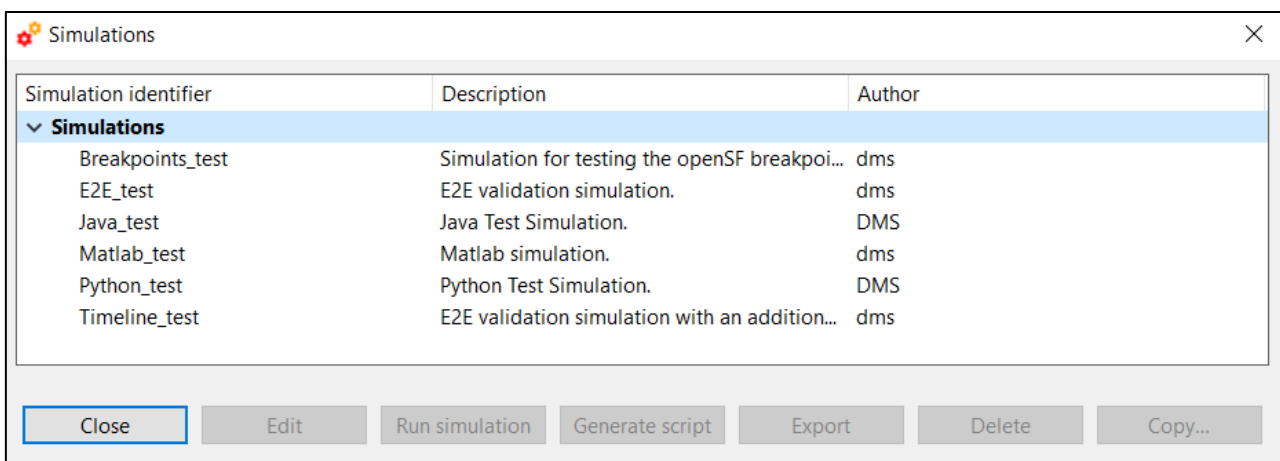 Simulations
Simulation identifier Description Author
Simulations
Breakpoints_test Simulation for testing the openSF breakpoi... dms
E2E_test E2E validation simulation. dms
Java_test Java Test Simulation. DMS
Matlab_test Matlab simulation. dms
Python_test Python Test Simulation. DMS
Timeline_test E2E validation simulation with an addition... dms
Close Edit Run simulation Generate script Export Delete Copy...